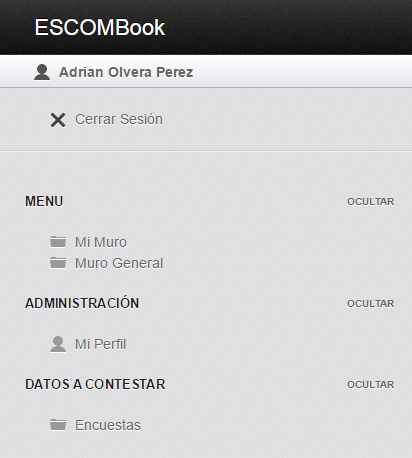 ESCOMBook
Adrian Olvera Perez
Cerrar Sesión
MENU OCULTAR
Mi Muro
Muro General
ADMINISTRACIÓN OCULTAR
Mi Perfil
DATOS A CONTESTAR OCULTAR
Encuestas